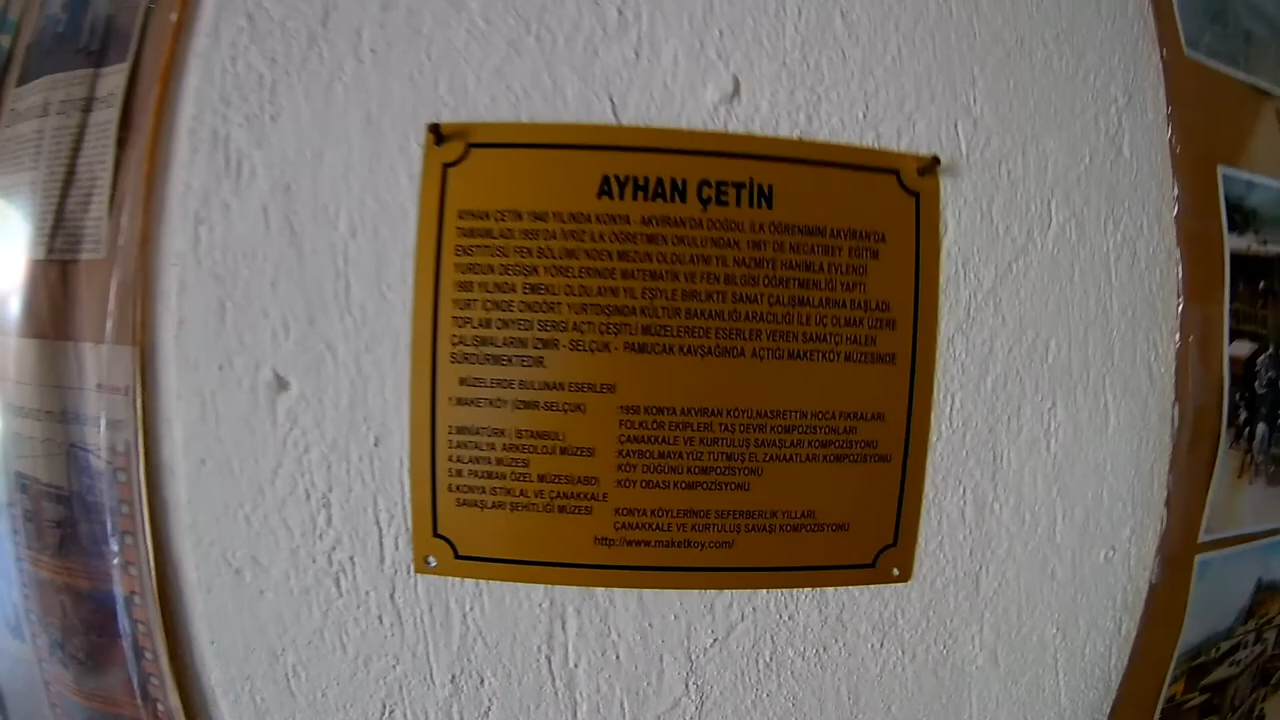 AYHAN ÇETİN
AYHAN ÇETİN 1940 YILINDA KONYA - AKVİRAN'DA DOĞDU. İLK ÖĞRENİMİNİ AKVİRAN'DA
TAMAMLADI.1955'DA İVRİZ İLK ÖĞRETMEN OKULU'NDAN, 1961' DE NECATIBEY EĞİTİM
ENSTİTÜSÜ FEN BÖLÜMÜ'NDEN MEZUN OLDU.AYNI YIL NAZMİYE HANIMLA EVLENDİ
YURDUN DEĞİŞİK YÖRELERİNDE MATEMATİK VE FEN BİLGİSİ ÖĞRETMENLİĞİ YAPTI.
YILINDA EMEKLİ OLDU.AYNI YIL EŞİYLE BİRLİKTE SANAT ÇALIŞMALARINA BAŞLADI.
YURT İÇİNDE ONDÖRT, YURTDIŞINDA KÜLTÜR BAKANLIĞI ARACILIĞI İLE ÜÇ OLMAK ÜZERE
TOPLAM ONYEDİ SERGİ AÇTI ÇEŞİTLİ MÜZELEREDE ESERLER VEREN SANATÇI HALEN
ÇALIŞMALARINI İZMİR - SELÇUK - PAMUCAK KAVŞAĞINDA AÇTIĞI MAKETKÖY MÜZESİNDE
SÜRDÜRMEKTEDİR.
MÜZELERDE BULUNAN ESERLERİ
1.MAKETKÖY (İZMİR-SELÇUK) :1950 KONYA AKVİRAN KÖYÜ,NASRETTİN HOCA FIKRALARI,
FOLKLÖR EKİPLERİ, TAŞ DEVRİ KOMPOZİSYONLARI
2.MİNİATÜRK ( İSTANBUL) :ÇANAKKALE VE KURTULUŞ SAVAŞLARI KOMPOZİSYONU
3.ANTALYA ARKEOLOJİ MÜZESİ :KAYBOLMAYA YÜZ TUTMUŞ EL ZANAATLARI KOMPOZİSYONU
4.ALANYA MÜZESİ :KÖY DÜĞÜNÜ KOMPOZİSYONU
5.M. PAXMAN ÖZEL MÜZESİ(ABD) :KÖY ODASI KOMPOZİSYONU
6.KONYA İSTİKLAL VE ÇANAKKALE
SAVAŞLARI ŞEHİTLİĞİ MÜZESİ :KONYA KÖYLERİNDE SEFERBERLİK YILLARI,
ÇANAKKALE VE KURTULUŞ SAVAŞI KOMPOZİSYONU
http://www.maketkoy.com/